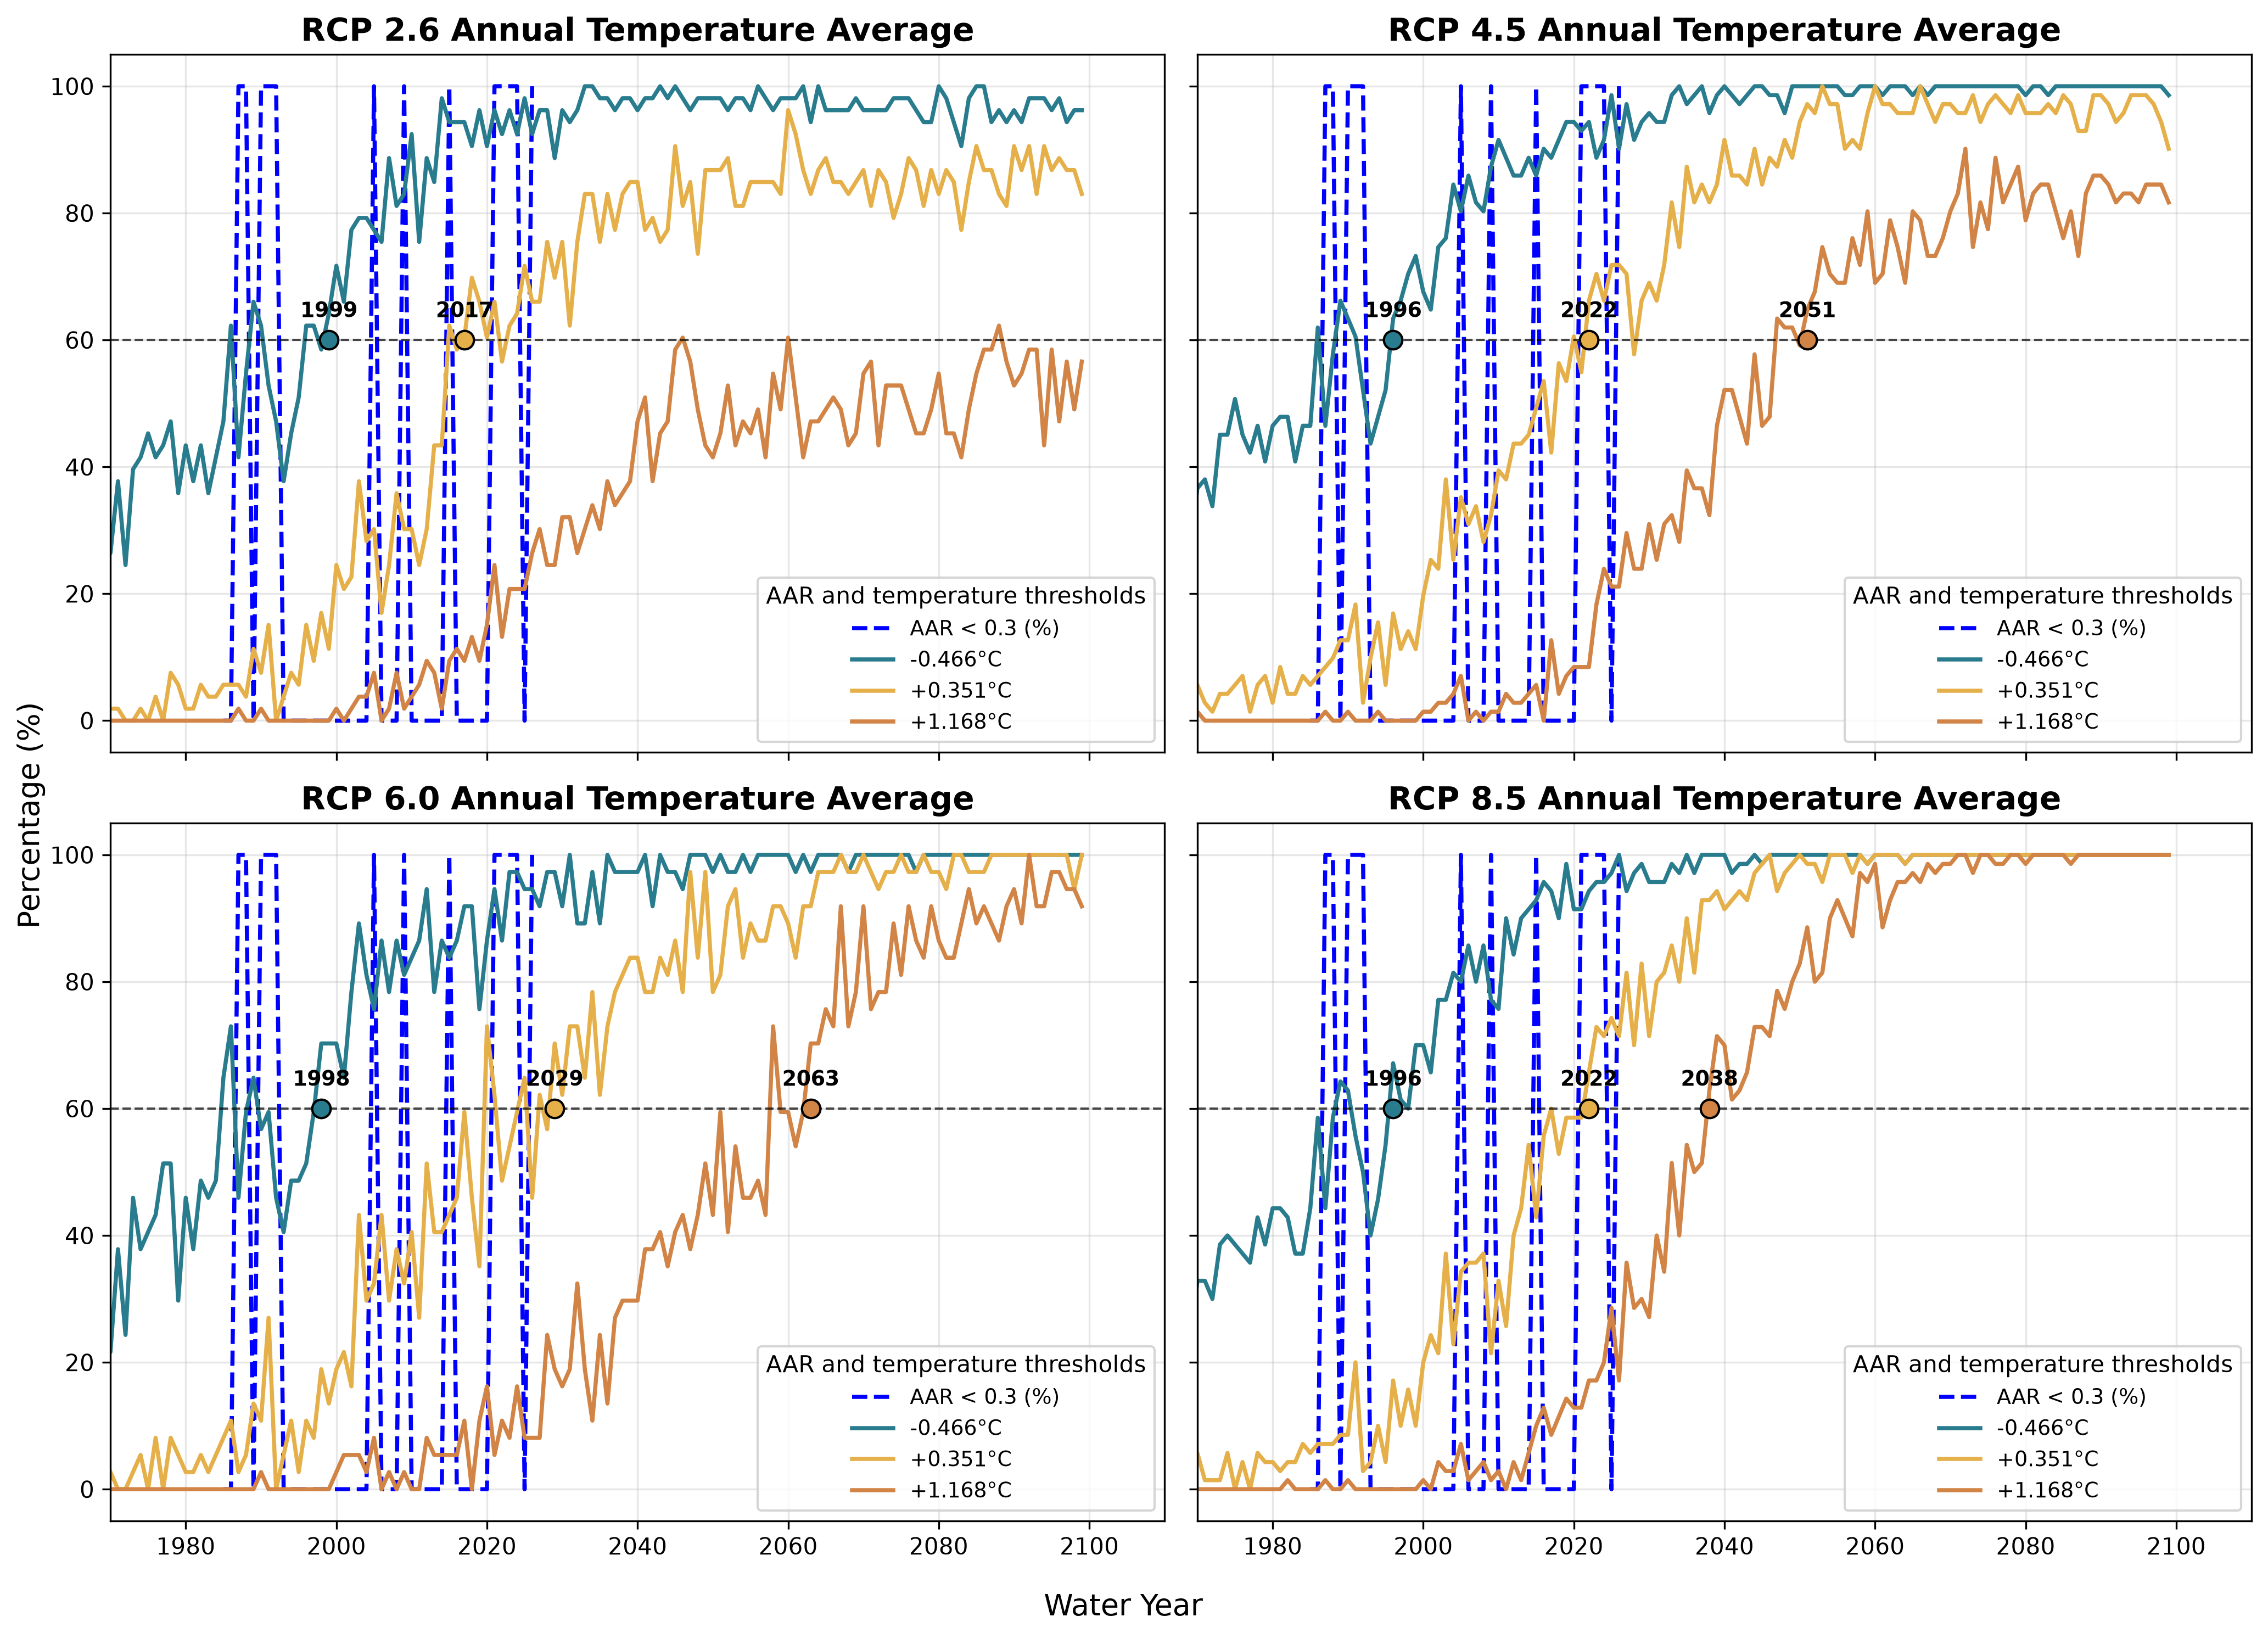 RCP 2.6 Annual Temperature Average
100
80
60
40
20
0
1999
2017
AAR and temperature thresholds
AAR < 0.3 (%)
-0.466°C
+0.351°C
+1.168°C
RCP 4.5 Annual Temperature Average
1996
2022
2051
AAR and temperature thresholds
AAR < 0.3 (%)
-0.466°C
+0.351°C
+1.168°C
Percentage (%)
RCP 6.0 Annual Temperature Average
100
80
60
40
20
0
1998
2029
2063
AAR and temperature thresholds
AAR < 0.3 (%)
-0.466°C
+0.351°C
+1.168°C
1980 2000 2020 2040 2060 2080 2100
RCP 8.5 Annual Temperature Average
1996
2022
2038
AAR and temperature thresholds
AAR < 0.3 (%)
-0.466°C
+0.351°C
+1.168°C
1980 2000 2020 2040 2060 2080 2100
Water Year